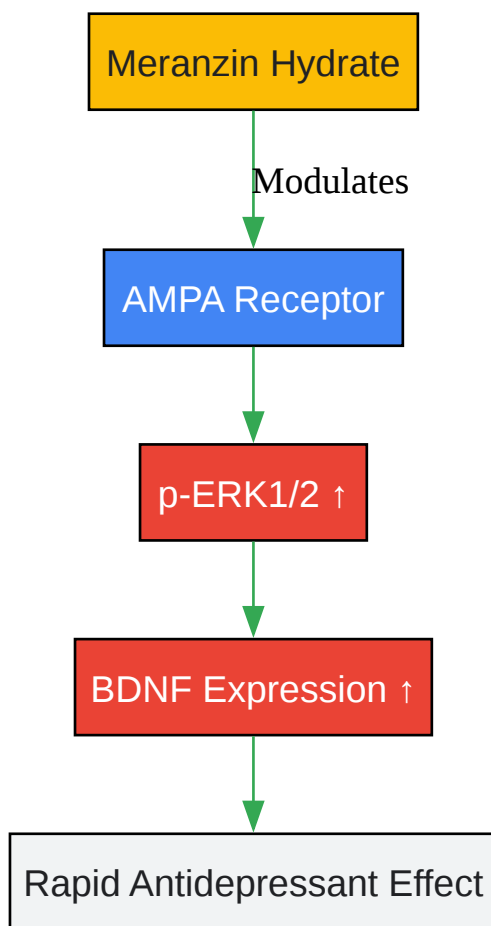 Meranzin Hydrate
Modulates
AMPA Receptor
p-ERK1/2 ↑
BDNF Expression ↑
Rapid Antidepressant Effect